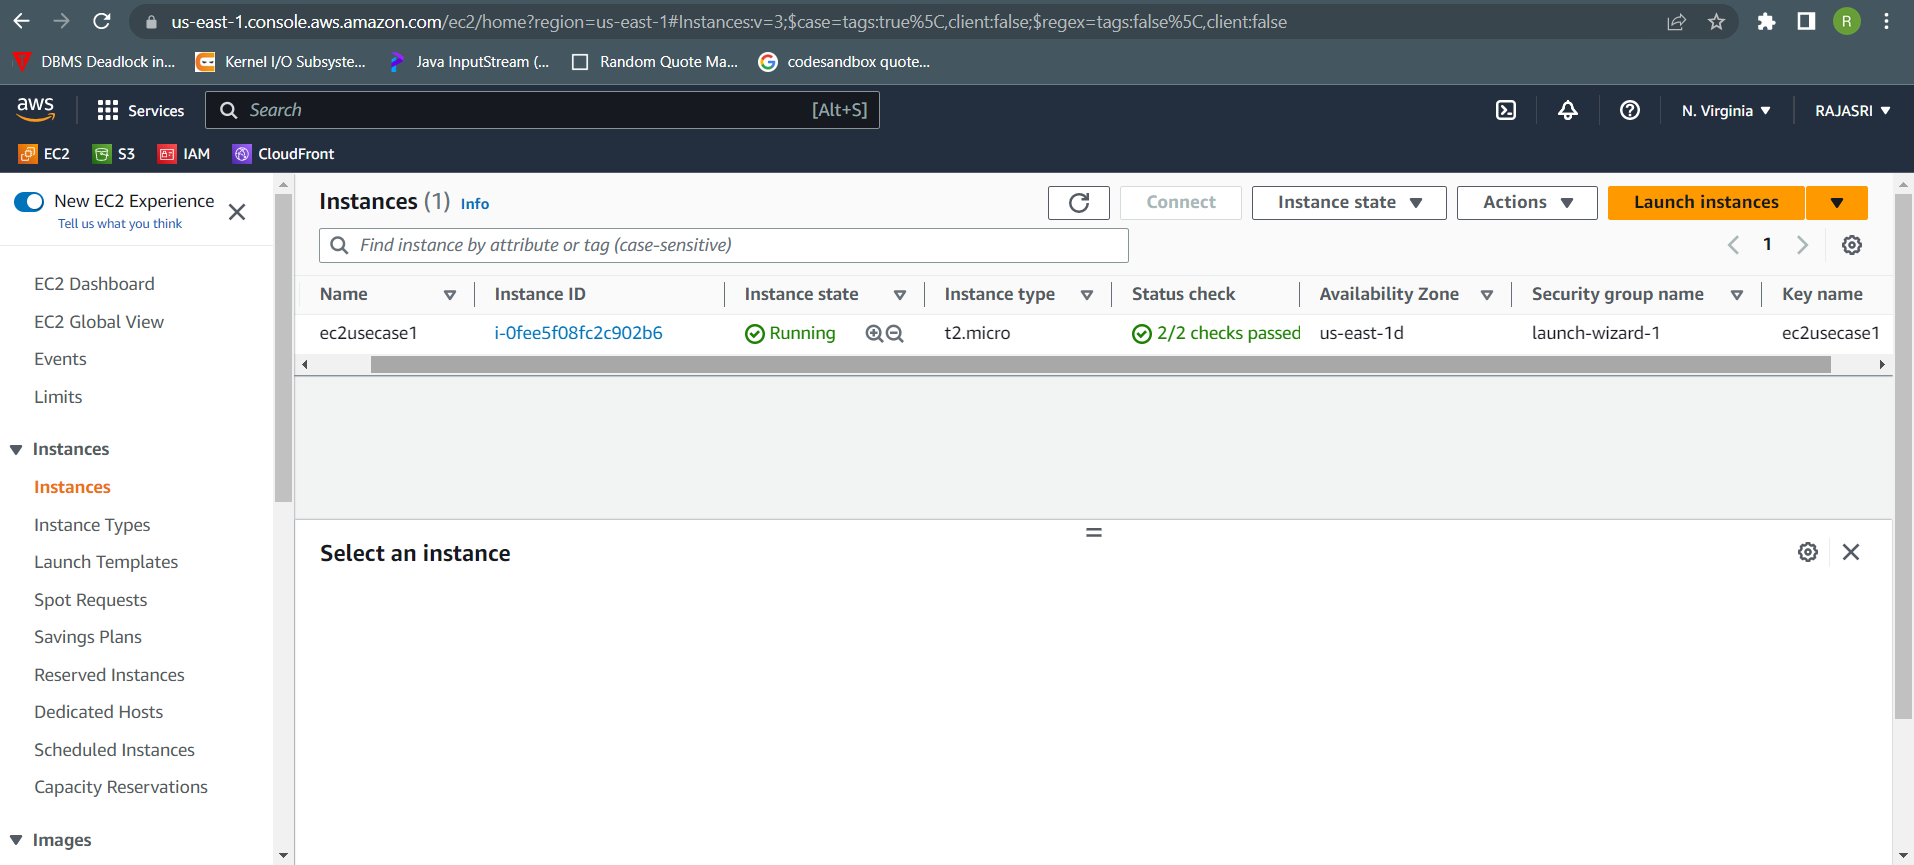 us-east-1.console.aws.amazon.com/ec2/home?region=us-east-1#Instances:v=3;$case=tags:true%5C,client:false;$regex=tags:false%5C,client:false
R
DBMS Deadlock in... Kernel I/O Subsyste... Java InputStream (... Random Quote Ma... codesandbox quote...
aws Services Search [Alt+S] N. Virginia RAJASRI
EC2 S3 IAM CloudFront
New EC2 Experience
Tell us what you think
EC2 Dashboard
EC2 Global View
Events
Limits
Instances
Instances
Instance Types
Launch Templates
Spot Requests
Savings Plans
Reserved Instances
Dedicated Hosts
Scheduled Instances
Capacity Reservations
Images
Instances (1) Info
Connect Instance state Actions Launch instances
Find instance by attribute or tag (case-sensitive)
1
Name Instance ID Instance state Instance type Status check Availability Zone Security group name Key name
ec2usecase1 i-0fee5f08fc2c902b6 Running t2.micro 2/2 checks passed us-east-1d launch-wizard-1 ec2usecase1
Select an instance